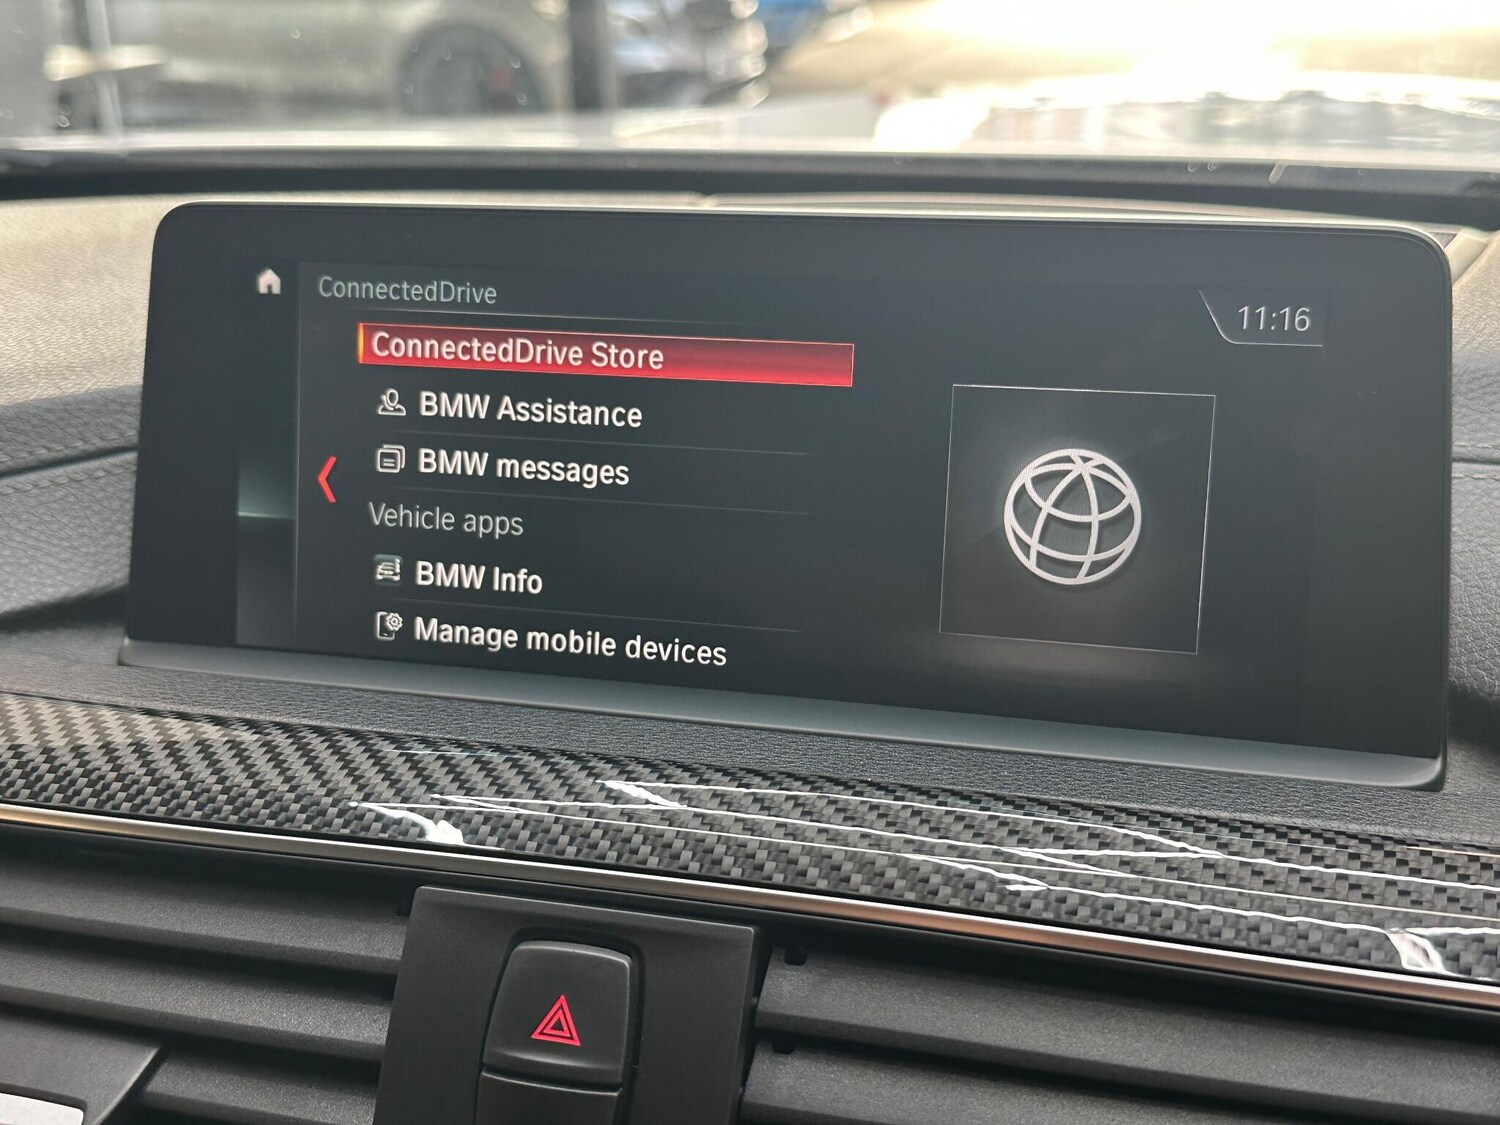 ConnectedDrive
11:16
ConnectedDrive Store
BMW Assistance
BMW messages
Vehicle apps
BMW Info
Manage mobile devices